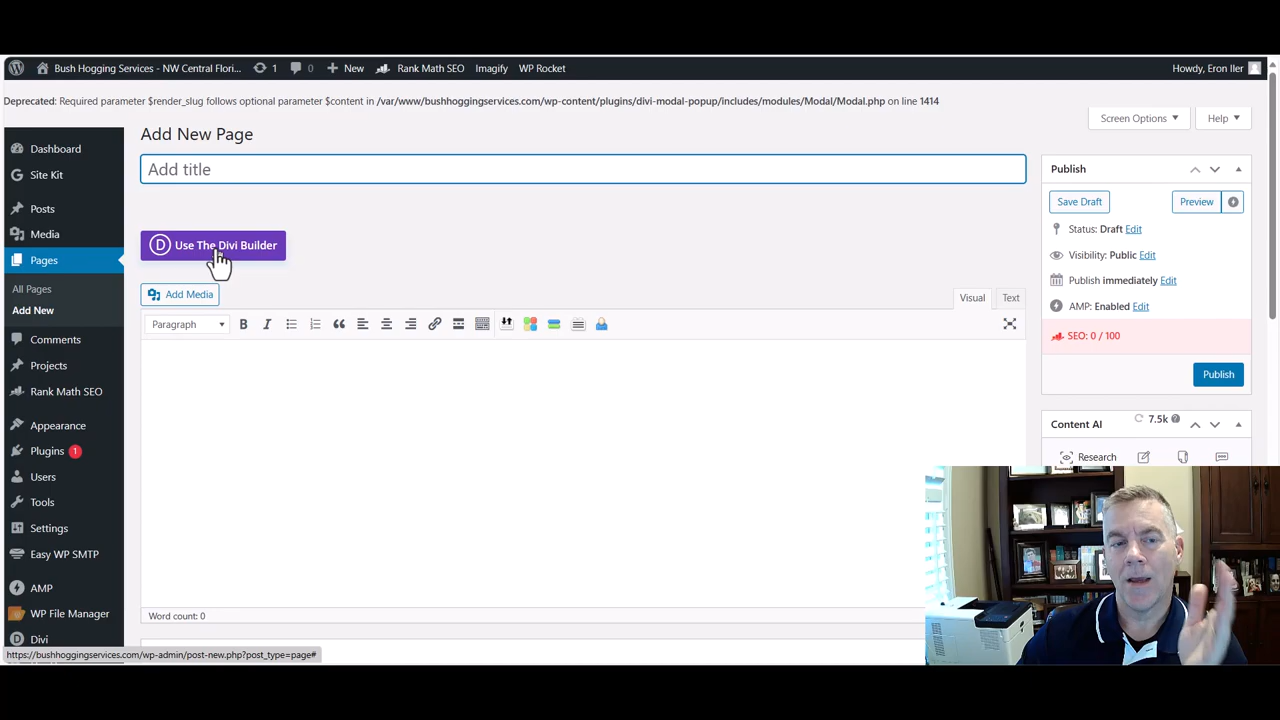 Bush Hogging Services - NW Central Flori... 1 0 New Rank Math SEO Imagify WP Rocket Howdy, Eron Iler
Deprecated: Required parameter $render_slug follows optional parameter $content in /var/www/bushhoggingservices.com/wp-content/plugins/divi-modal-popup/includes/modules/Modal/Modal.php on line 1414
Screen Options Help
Add New Page
Add title
Dashboard
Site Kit
Posts
Media
Pages
All Pages
Add New
Comments
Projects
Rank Math SEO
Appearance
Plugins 1
Users
Tools
Settings
Easy WP SMTP
AMP
WP File Manager
Divi
D Use The Divi Builder
Add Media
Visual Text
Paragraph B I
Word count: 0
Publish
Save Draft Preview
Status: Draft Edit
Visibility: Public Edit
Publish immediately Edit
AMP: Enabled Edit
SEO: 0 / 100
Publish
Content AI 7.5k
Research
https://bushhoggingservices.com/wp-admin/post-new.php?post_type=page#